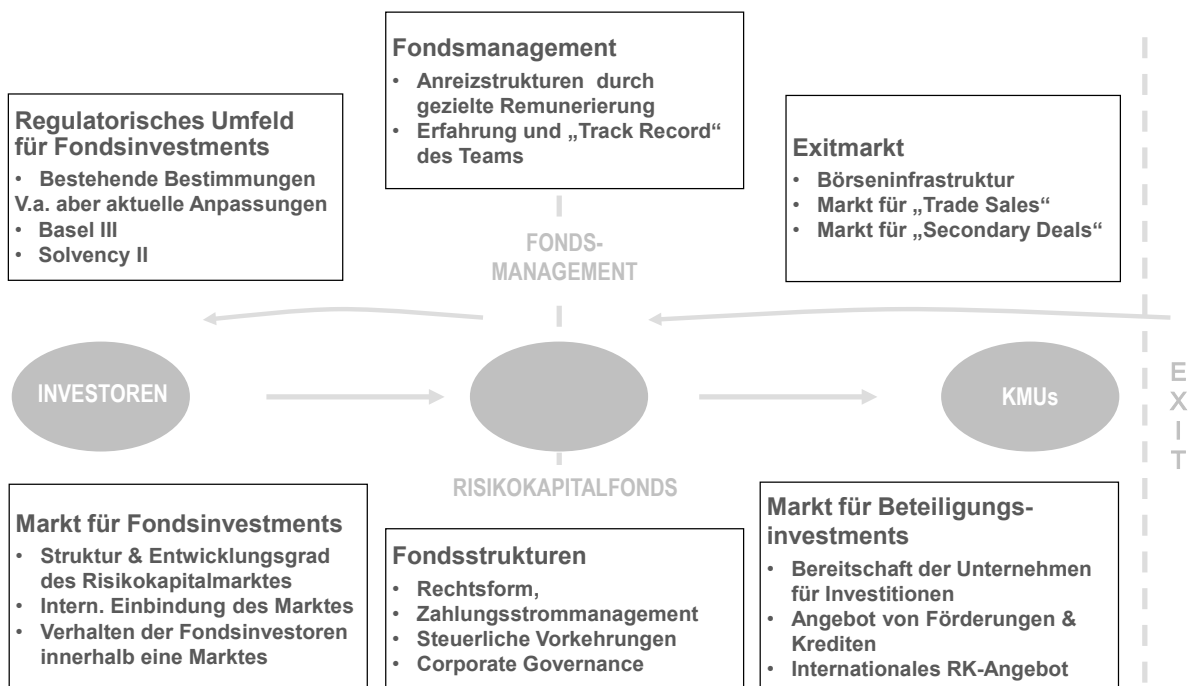 Fondsmanagement
• Anreizstrukturen durch
gezielte Remunerierung
• Erfahrung und „Track Record“
des Teams
Regulatorisches Umfeld
für Fondsinvestments
• Bestehende Bestimmungen
V.a. aber aktuelle Anpassungen
• Basel III
• Solvency II
Exitmarkt
• Börseninfrastruktur
• Markt für „Trade Sales“
• Markt für „Secondary Deals“
FONDS-
MANAGEMENT
INVESTOREN
KMUs
E
X
I
T
RISIKOKAPITALFONDS
Markt für Fondsinvestments
• Struktur & Entwicklungsgrad
des Risikokapitalmarktes
• Intern. Einbindung des Marktes
• Verhalten der Fondsinvestoren
innerhalb eine Marktes
Fondsstrukturen
• Rechtsform,
• Zahlungsstrommanagement
• Steuerliche Vorkehrungen
• Corporate Governance
Markt für Beteiligungs-
investments
• Bereitschaft der Unternehmen
für Investitionen
• Angebot von Förderungen &
Krediten
• Internationales RK-Angebot